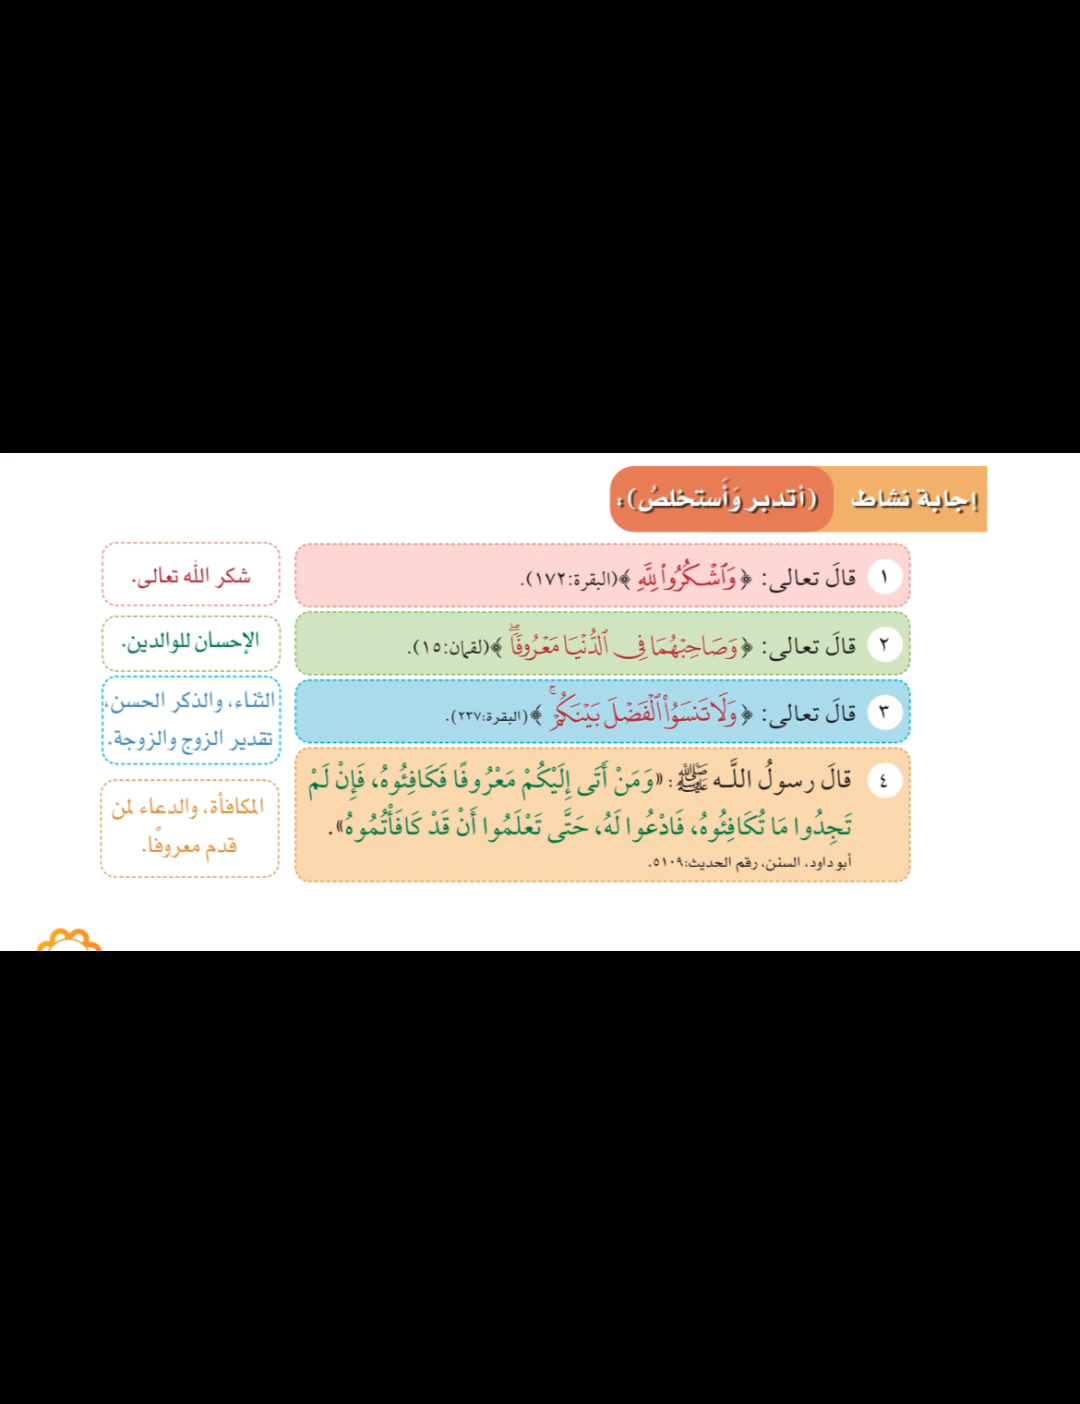 إجابة نشاط (أتدبر وَأَستخلصُ):
١ قالَ تعالى: ﴿وَٱشۡكُرُواْ لِلَّهِ﴾(البقرة:١٧٢).
شكر الله تعالى.
٢ قالَ تعالى: ﴿وَصَاحِبۡهُمَا فِي ٱلدُّنۡيَا مَعۡرُوفٗاۖ﴾(لقمان:١٥).
الإحسان للوالدين.
٣ قالَ تعالى: ﴿وَلَا تَنسَوُاْ ٱلۡفَضۡلَ بَيۡنَكُمۡۚ﴾(البقرة:٢٣٧).
الثناء، والذكر الحسن،
تقدير الزوج والزوجة.
٤ قالَ رسولُ اللَّـه ﷺ: «وَمَنْ أَتَى إِلَيْكُمْ مَعْرُوفًا فَكَافِئُوهُ، فَإِنْ لَمْ
تَجِدُوا مَا تُكَافِئُوهُ، فَادْعُوا لَهُ، حَتَّى تَعْلَمُوا أَنْ قَدْ كَافَأْتُمُوهُ».
أبو داود، السنن، رقم الحديث:٥١٠٩.
المكافأة، والدعاء لمن
قدم معروفًا.